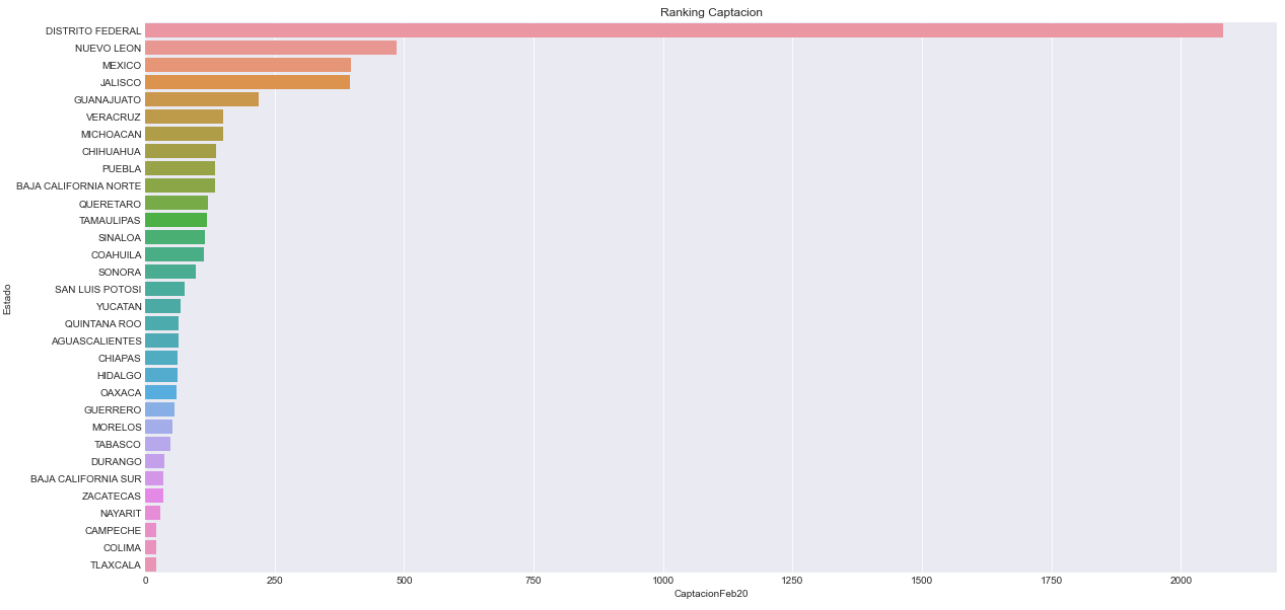 Ranking Captacion
DISTRITO FEDERAL
NUEVO LEON
MEXICO
JALISCO
GUANAJUATO
VERACRUZ
MICHOACAN
CHIHUAHUA
PUEBLA
BAJA CALIFORNIA NORTE
QUERETARO
TAMAULIPAS
SINALOA
COAHUILA
SONORA
SAN LUIS POTOSI
YUCATAN
QUINTANA ROO
AGUASCALIENTES
CHIAPAS
HIDALGO
OAXACA
GUERRERO
MORELOS
TABASCO
DURANGO
BAJA CALIFORNIA SUR
ZACATECAS
NAYARIT
CAMPECHE
COLIMA
TLAXCALA
Estado
0 250 500 750 1000 1250 1500 1750 2000
CaptacionFeb20